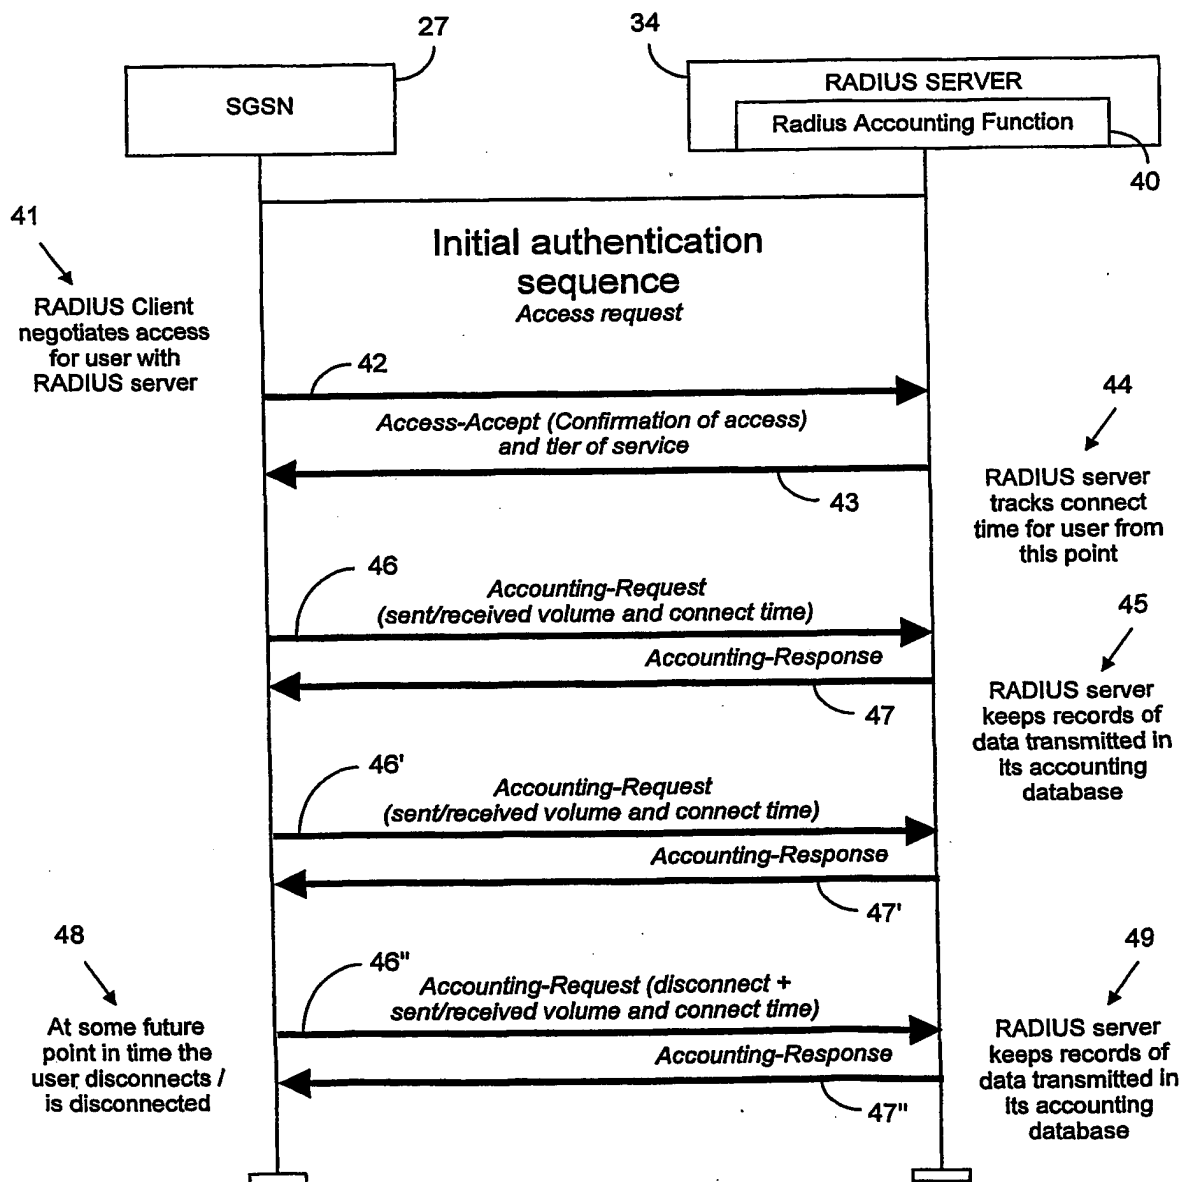 27
34
SGSN
RADIUS SERVER
Radius Accounting Function
40
41
Initial authentication
sequence
Access request
RADIUS Client
negotiates access
for user with
RADIUS server
42
44
Access-Accept (Confirmation of access)
and tier of service
43
RADIUS server
tracks connect
time for user from
this point
46
Accounting-Request
(sent/received volume and connect time)
45
Accounting-Response
47
RADIUS server
keeps records of
data transmitted in
its accounting
database
46'
Accounting-Request
(sent/received volume and connect time)
Accounting-Response
47'
48
49
46"
Accounting-Request (disconnect +
sent/received volume and connect time)
At some future
point in time the
user disconnects /
is disconnected
RADIUS server
keeps records of
data transmitted in
its accounting
database
Accounting-Response
47"